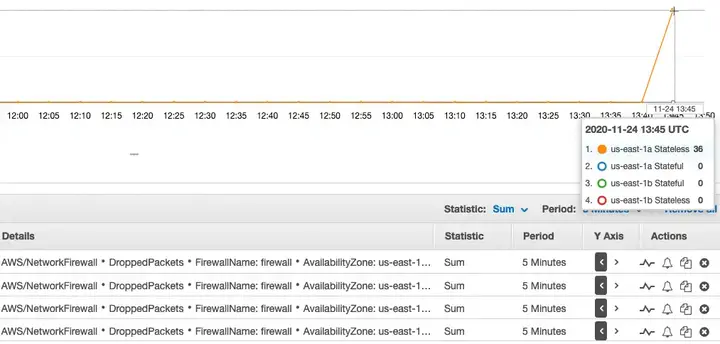 11-24 13:45
12:00 12:05 12:10 12:15 12:20 12:25 12:30 12:35 12:40 12:45 12:50 12:55 13:00 13:05 13:10 13:15 13:20 13:25 13:30 13:35 13:40 13:45 13:50
2020-11-24 13:45 UTC
1. us-east-1a Stateless 36
2. us-east-1a Stateful 0
3. us-east-1b Stateful 0
4. us-east-1b Stateless 0
Statistic: Sum Period: 5 Minutes Remove all
Details Statistic Period Y Axis Actions
AWS/NetworkFirewall • DroppedPackets • FirewallName: firewall • AvailabilityZone: us-east-1... Sum 5 Minutes < >
AWS/NetworkFirewall • DroppedPackets • FirewallName: firewall • AvailabilityZone: us-east-1... Sum 5 Minutes < >
AWS/NetworkFirewall • DroppedPackets • FirewallName: firewall • AvailabilityZone: us-east-1... Sum 5 Minutes < >
AWS/NetworkFirewall • DroppedPackets • FirewallName: firewall • AvailabilityZone: us-east-1... Sum 5 Minutes < >